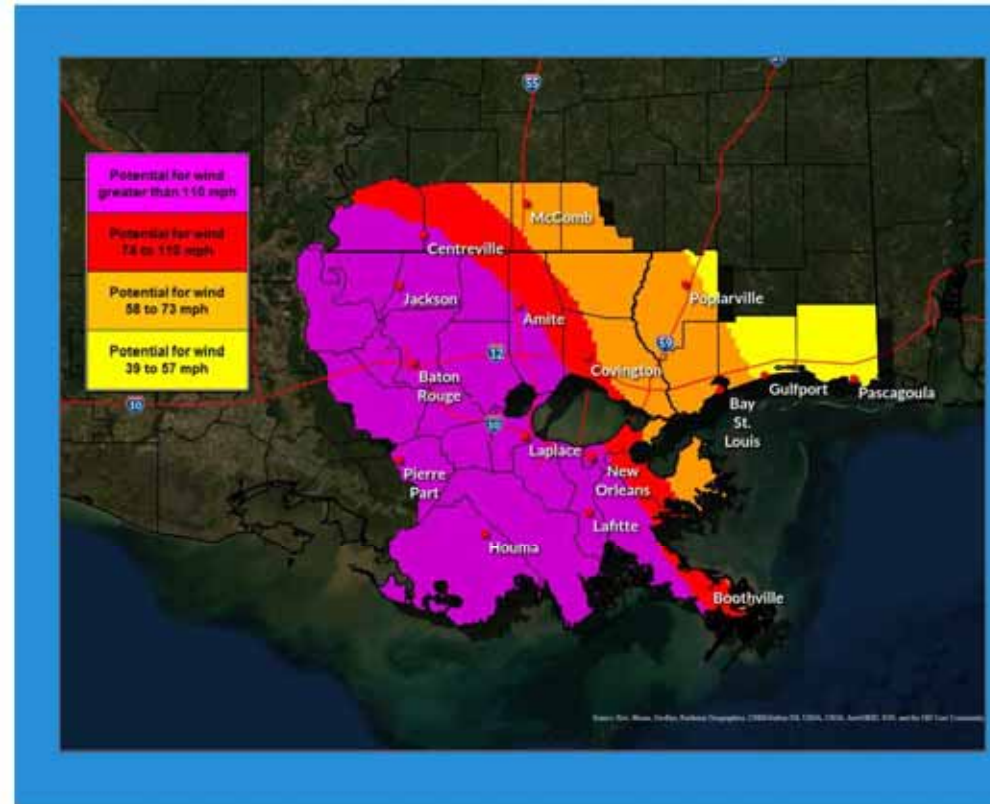 55
Potential for wind
greater than 110 mph
Potential for wind
74 to 110 mph
Potential for wind
58 to 73 mph
Potential for wind
39 to 57 mph
McComb
Centreville
Jackson
Poplarville
Amite
59
12
Covington
Baton
Rouge
Gulfport
Pascagoula
10
Bay
St.
Louis
10
Laplace
Pierre
Part
New
Orleans
Lafitte
Houma
Boothville